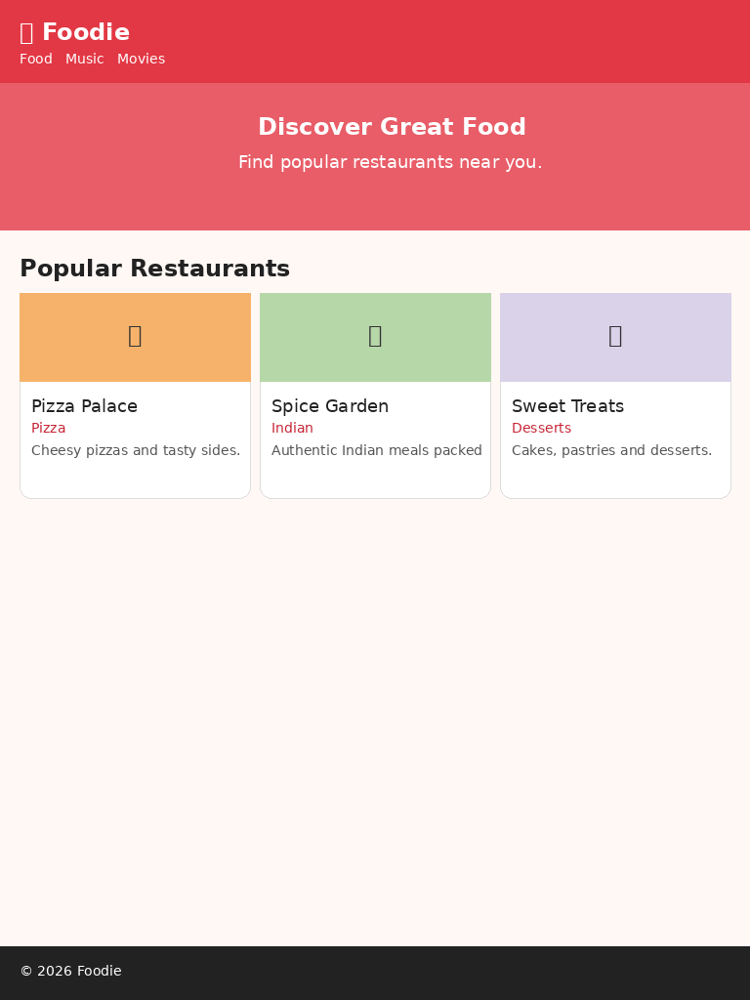 Foodie
Food Music Movies
Discover Great Food
Find popular restaurants near you.
Popular Restaurants
Pizza Palace
Pizza
Cheesy pizzas and tasty sides.
Spice Garden
Indian
Authentic Indian meals packed
Sweet Treats
Desserts
Cakes, pastries and desserts.
© 2026 Foodie